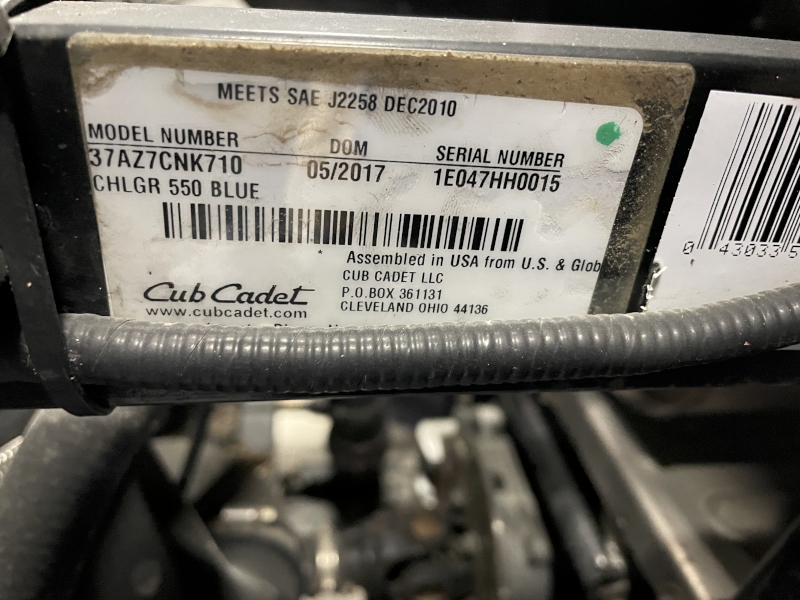 MEETS SAE J2258 DEC2010
MODEL NUMBER DOM SERIAL NUMBER
37AZ7CNK710 05/2017 1E047HH0015
CHLGR 550 BLUE
* Assembled in USA from U.S. & Glob
CUB CADET LLC
P.O.BOX 361131
CLEVELAND OHIO 44136
Cub Cadet
www.cubcadet.com
0 43033 5